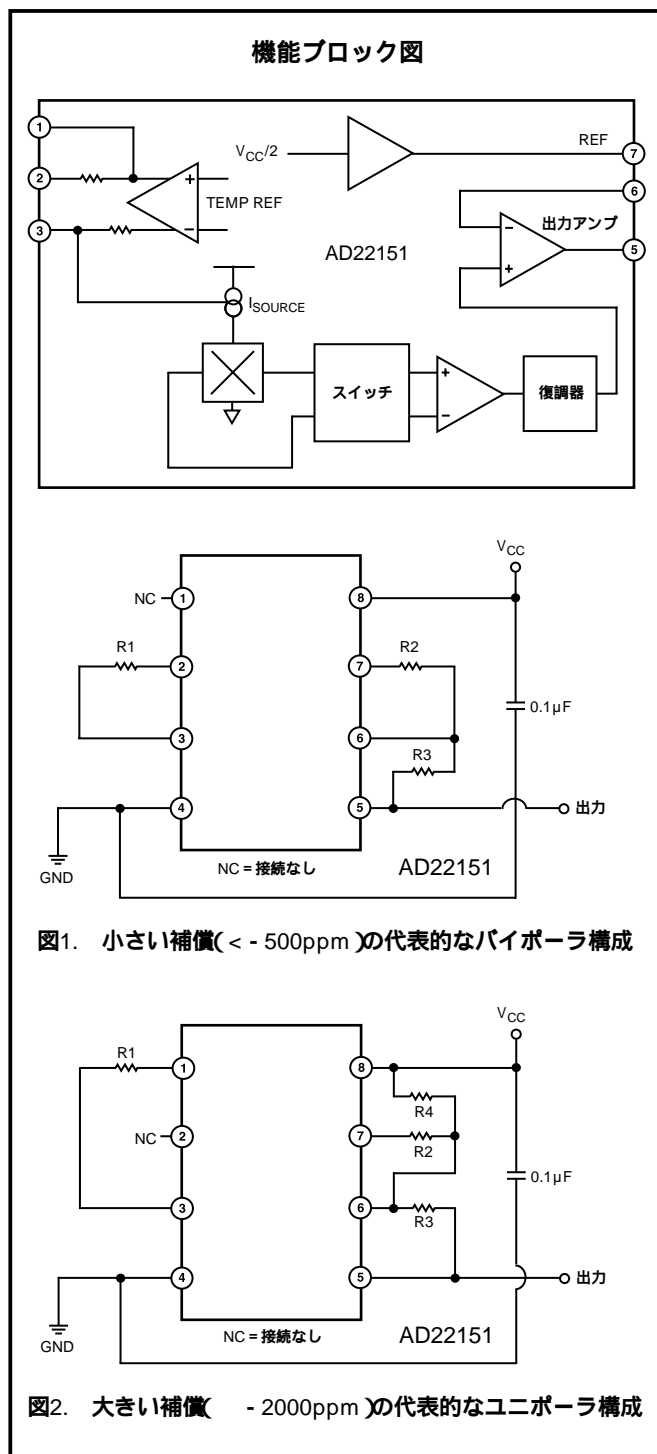 機能ブロック図
1
2
3
VCC/2
TEMP REF
ISOURCE
AD22151
スイッチ
復調器
出力アンプ
REF
7
6
5
VCC
NC
1
2
3
4
R1
8
7
6
5
R2
R3
0.1µF
出力
GND
NC = 接続なし
AD22151
図1. 小さい補償( < - 500ppm )の代表的なバイポーラ構成
VCC
R1
1
NC
2
3
4
8
7
6
5
R4
R2
R3
0.1µF
出力
GND
NC = 接続なし
AD22151
図2. 大きい補償( - 2000ppm )の代表的なユニポーラ構成